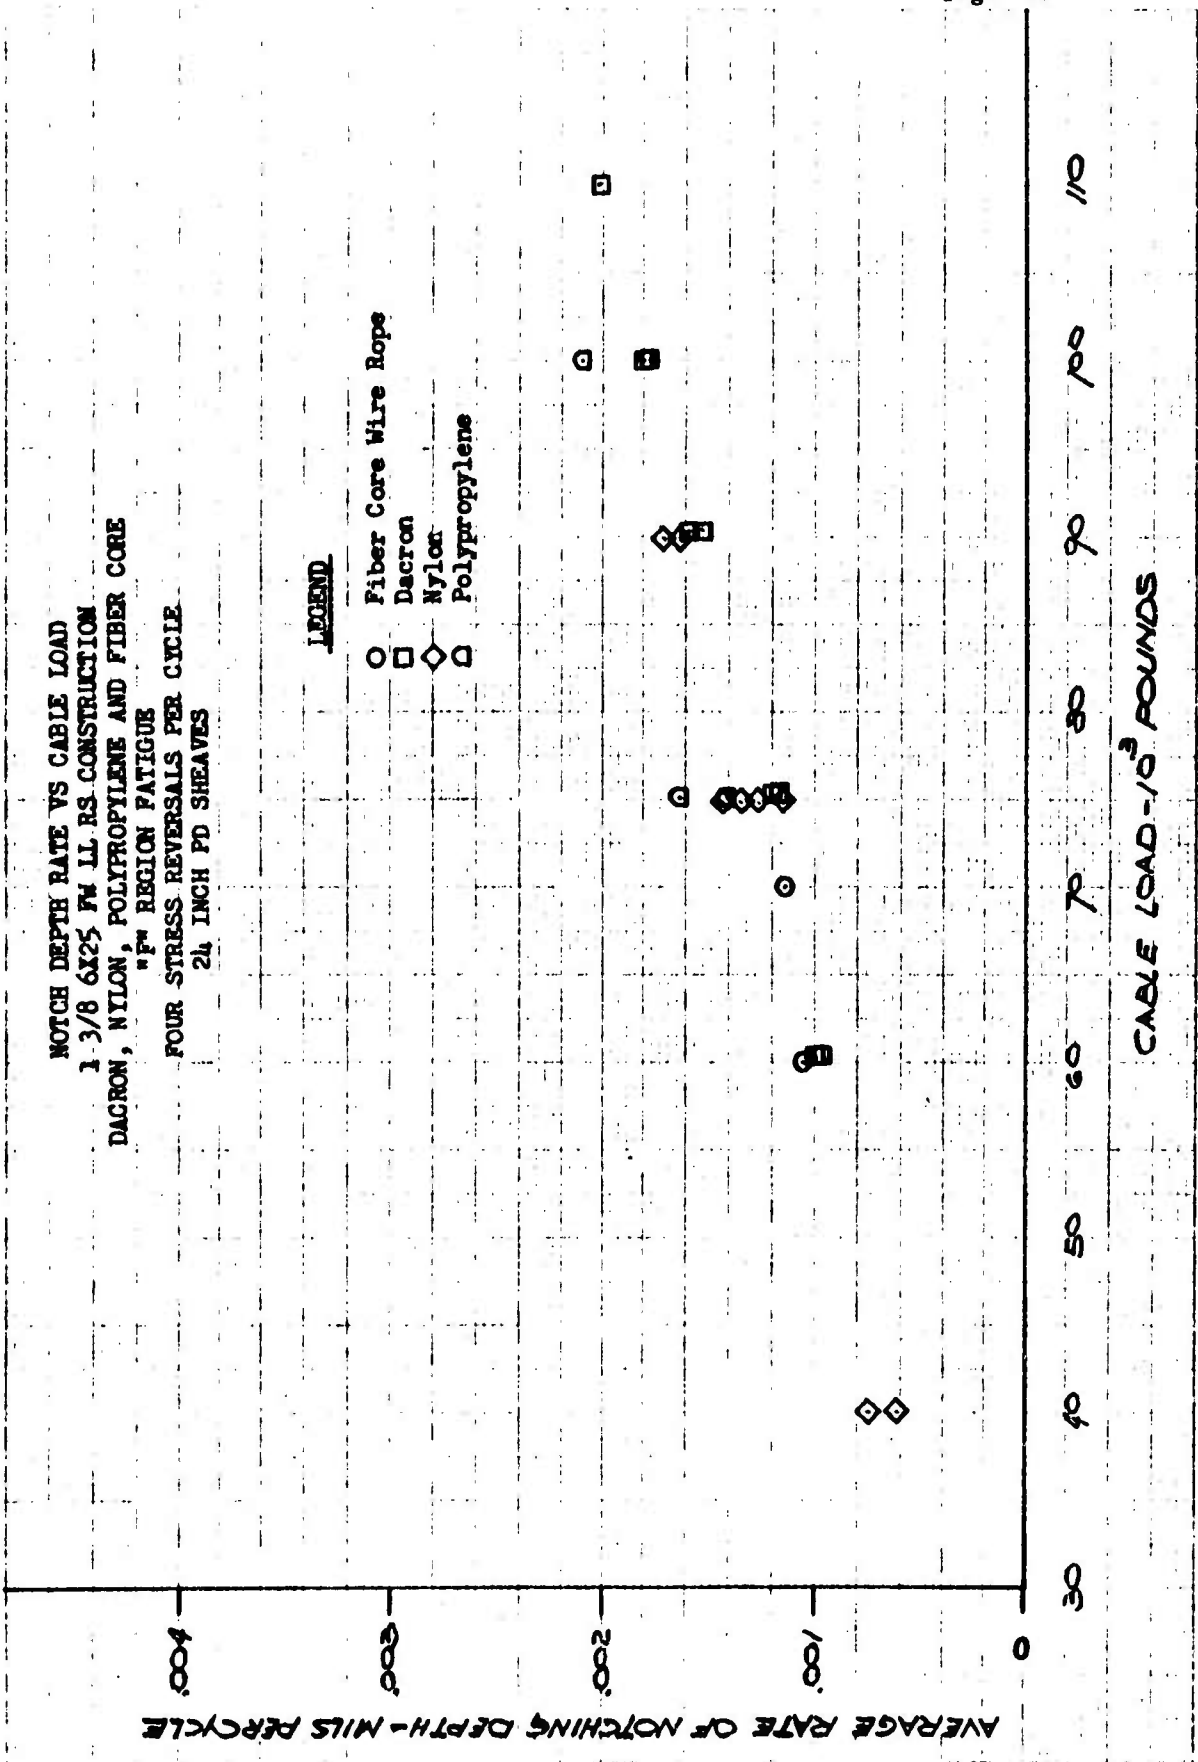 NOTCH DEPTH RATE VS CABLE LOAD
1 3/8 6X25 FW LL RS CONSTRUCTION
DACRON, NYLON, POLYPROPYLENE AND FIBER CORE
"F" REGION FATIGUE
FOUR STRESS REVERSALS PER CYCLE
24 INCH PD SHEAVES
LEGEND
Fiber Core Wire Rope
Dacron
Nylon
Polypropylene
AVERAGE RATE OF NOTCHING DEPTH-MILS PER CYCLE
.004
.003
.002
.001
0
30 40 50 60 70 80 90 100 110
CABLE LOAD-10³ POUNDS